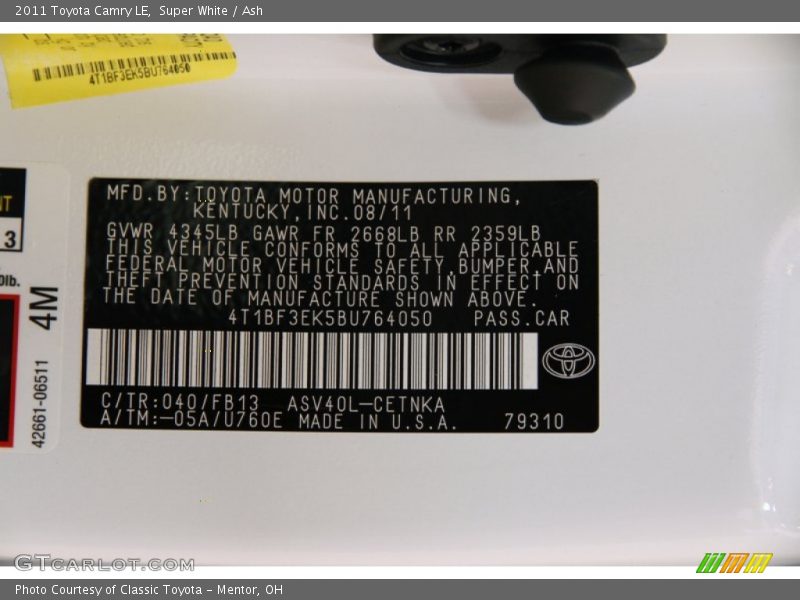 2011 Toyota Camry LE, Super White / Ash
4T1BF3EK5BU764050
NT
3
lb.
4M
42661-06511
MFD.BY:TOYOTA MOTOR MANUFACTURING,
KENTUCKY,INC.08/11
GVWR 4345LB GAWR FR 2668LB RR 2359LB
THIS VEHICLE CONFORMS TO ALL APPLICABLE
FEDERAL MOTOR VEHICLE SAFETY,BUMPER,AND
THEFT PREVENTION STANDARDS IN EFFECT ON
THE DATE OF MANUFACTURE SHOWN ABOVE.
4T1BF3EK5BU764050 PASS.CAR
C/TR:040/FB13 ASV40L-CETNKA
A/TM:-05A/U760E MADE IN U.S.A. 79310
GTCARLOT.COM
Photo Courtesy of Classic Toyota - Mentor, OH